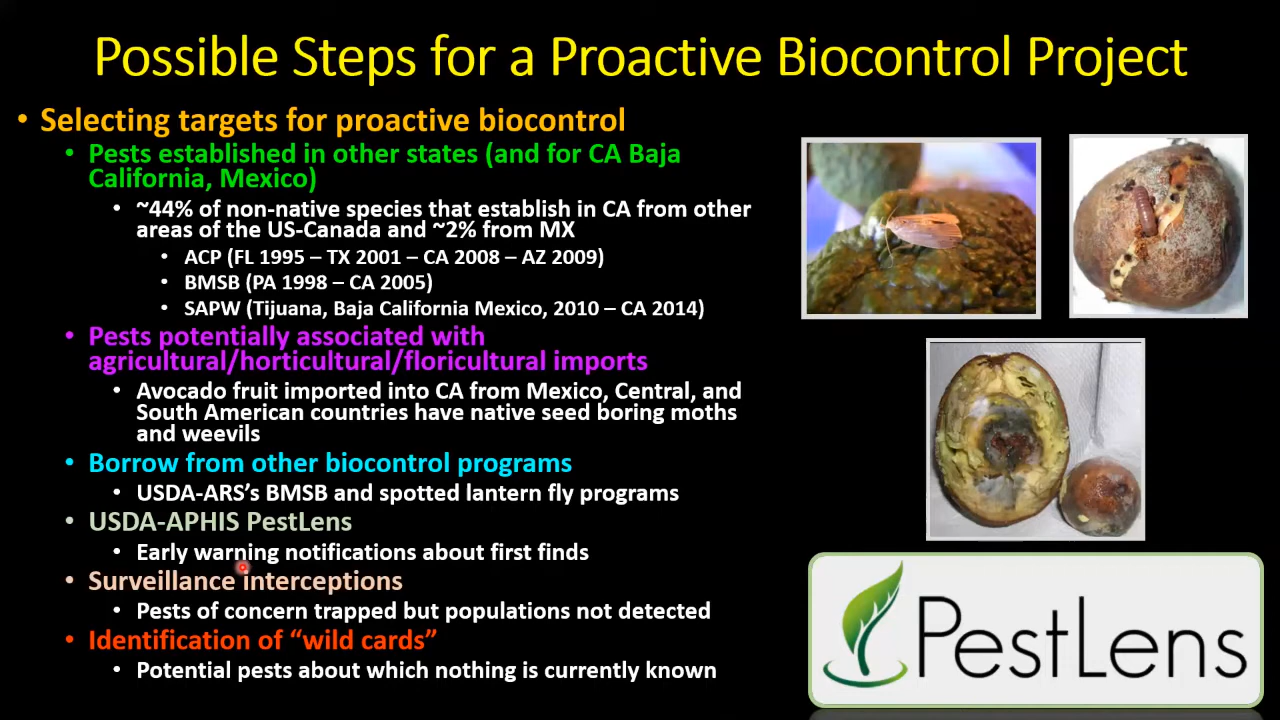 Possible Steps for a Proactive Biocontrol Project
• Selecting targets for proactive biocontrol
• Pests established in other states (and for CA Baja
California, Mexico)
• ~44% of non-native species that establish in CA from other
areas of the US-Canada and ~2% from MX
• ACP (FL 1995 – TX 2001 – CA 2008 – AZ 2009)
• BMSB (PA 1998 – CA 2005)
• SAPW (Tijuana, Baja California Mexico, 2010 – CA 2014)
• Pests potentially associated with
agricultural/horticultural/floricultural imports
• Avocado fruit imported into CA from Mexico, Central, and
South American countries have native seed boring moths
and weevils
• Borrow from other biocontrol programs
• USDA-ARS’s BMSB and spotted lantern fly programs
• USDA-APHIS PestLens
• Early warning notifications about first finds
• Surveillance interceptions
• Pests of concern trapped but populations not detected
• Identification of “wild cards”
• Potential pests about which nothing is currently known
PestLens